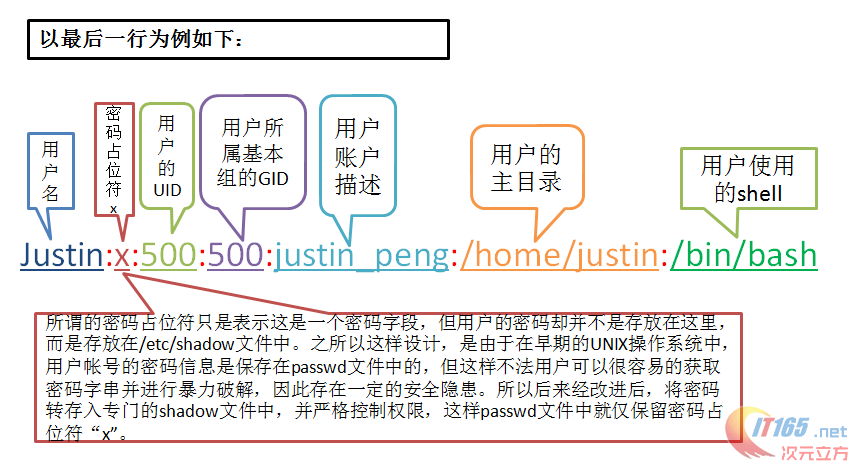 以最后一行为例如下：
用户名
密码占位符x
用户的UID
用户所
属基本
组的GID
用户
账户
描述
用户的
主目录
用户使用
的shell
Justin:x:500:500:justin_peng:/home/justin:/bin/bash
所谓的密码占位符只是表示这是一个密码字段，但用户的密码却并不是存放在这里，
而是存放在/etc/shadow文件中。之所以这样设计，是由于在早期的UNIX操作系统中，
用户帐号的密码信息是保存在passwd文件中的，但这样不法用户可以很容易的获取
密码字串并进行暴力破解，因此存在一定的安全隐患。所以后来经改进后，将密码
转存入专门的shadow文件中，并严格控制权限，这样passwd文件中就仅保留密码占
位符“x”。
IT165.net
次元立方